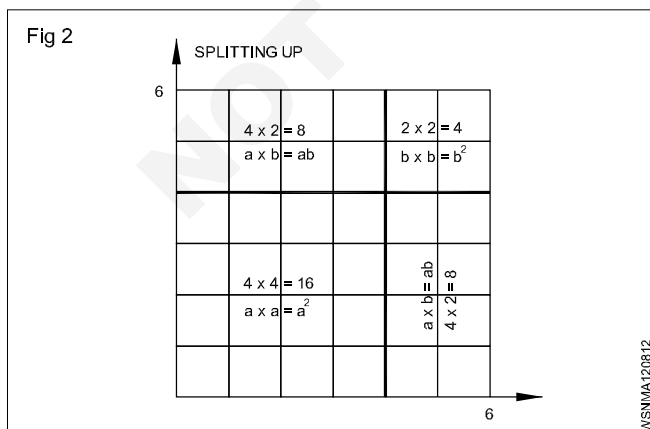 Fig 2
SPLITTING UP
NOT
6
4 x 2 = 8
a x b = ab
2 x 2 = 4
b x b = b²
4 x 4 = 16
a x a = a²
a x b = ab
4 x 2 = 8
6
WSNMA120812